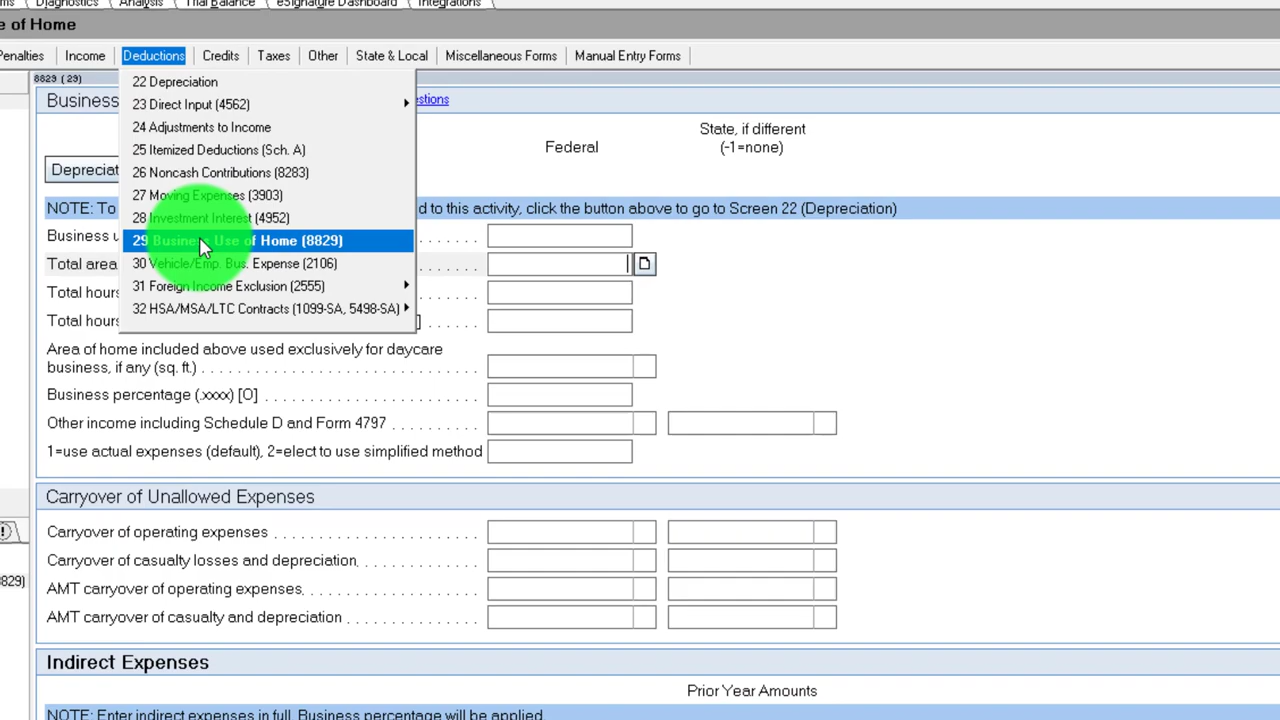 Diagnostics Analysis Trial Balance eSignature Dashboard Integrations
e of Home
Penalties Income Deductions Credits Taxes Other State & Local Miscellaneous Forms Manual Entry Forms
8829 (29)
22 Depreciation
23 Direct Input (4562)
24 Adjustments to Income
25 Itemized Deductions (Sch. A)
26 Noncash Contributions (8283)
27 Moving Expenses (3903)
28 Investment Interest (4952)
29 Business Use of Home (8829)
30 Vehicle/Emp. Bus. Expense (2106)
31 Foreign Income Exclusion (2555)
32 HSA/MSA/LTC Contracts (1099-SA, 5498-SA)
Business estions
Federal
State, if different
(-1=none)
Depreciat
NOTE: To d to this activity, click the button above to go to Screen 22 (Depreciation)
Business u
Total area
Total hours
Total hours
Area of home included above used exclusively for daycare
business, if any (sq. ft.)
Business percentage (.xxxx) [O]
Other income including Schedule D and Form 4797
1=use actual expenses (default), 2=elect to use simplified method
Carryover of Unallowed Expenses
Carryover of operating expenses
Carryover of casualty losses and depreciation
AMT carryover of operating expenses
AMT carryover of casualty and depreciation
8829)
Indirect Expenses
Prior Year Amounts
NOTE: Enter indirect expenses in full. Business percentage will be applied.